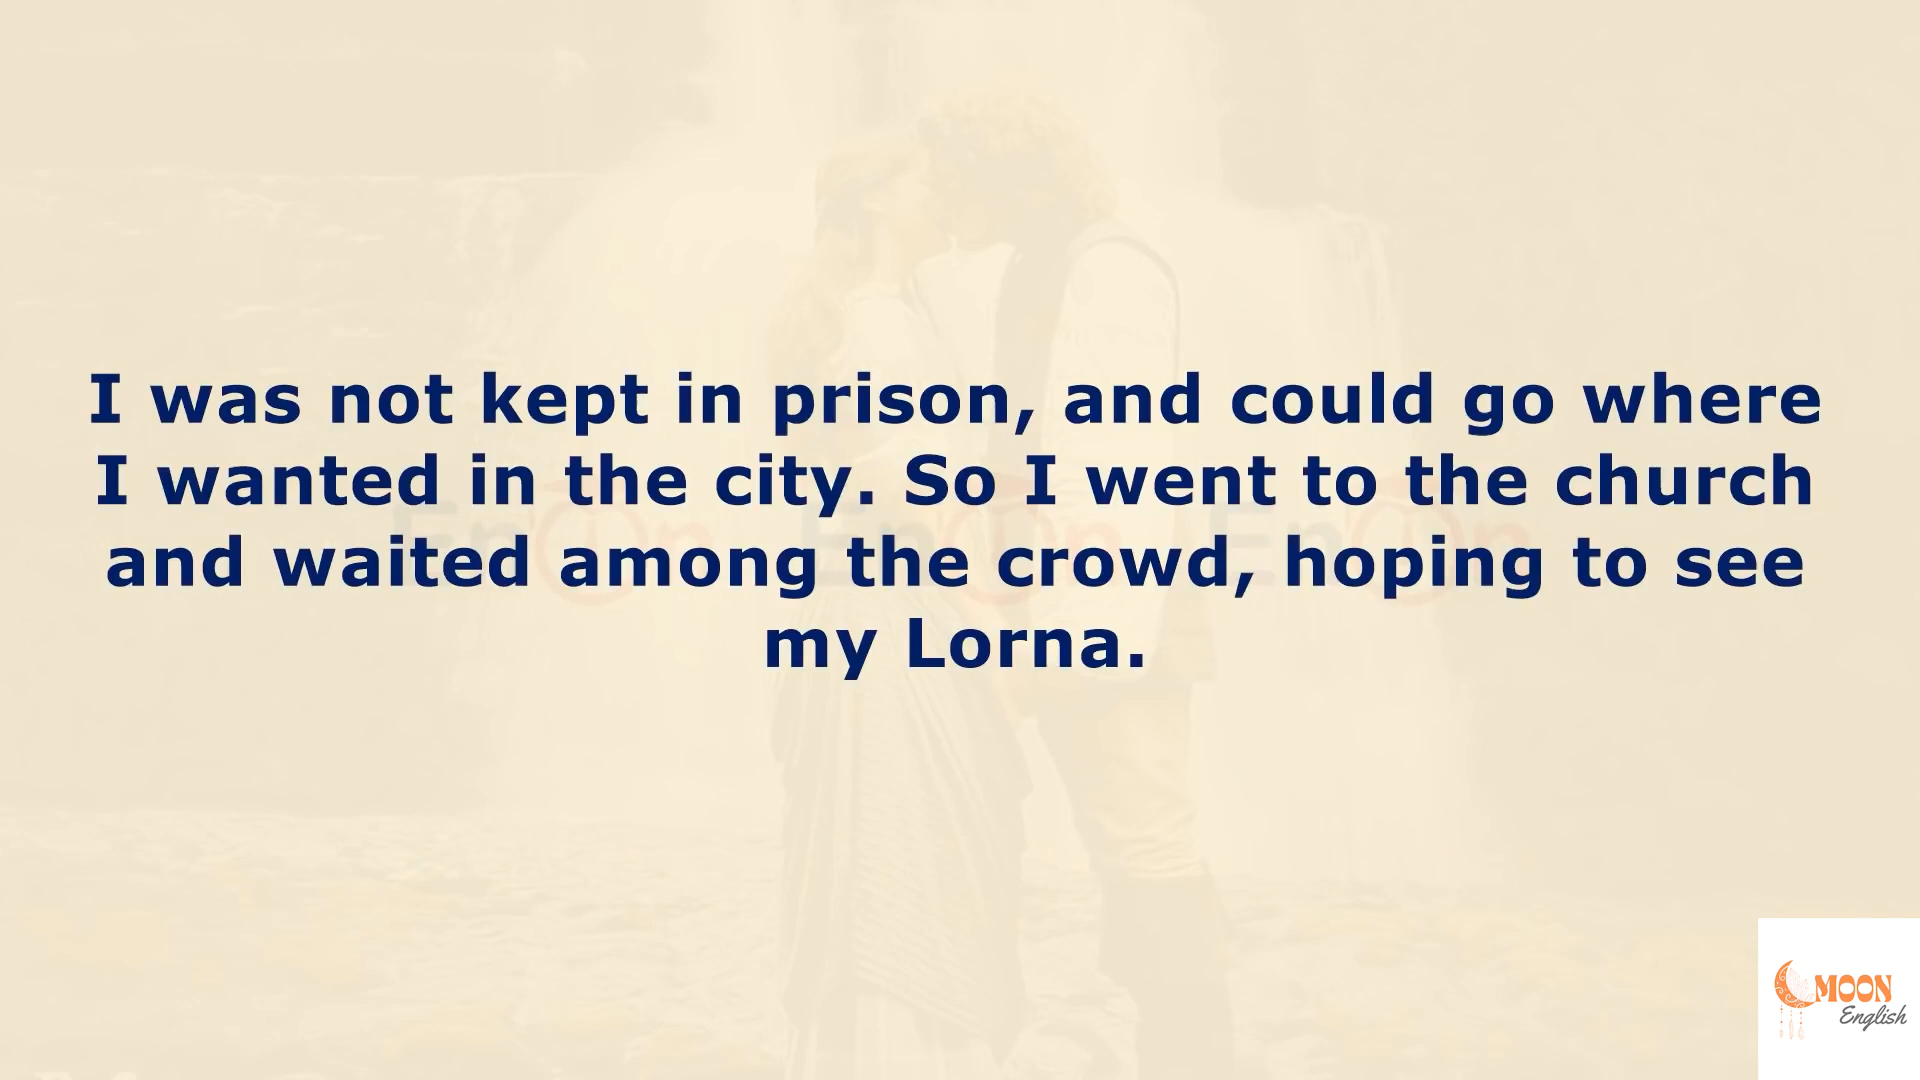 I was not kept in prison, and could go where
I wanted in the city. So I went to the church
and waited among the crowd, hoping to see
my Lorna.
MOON
English